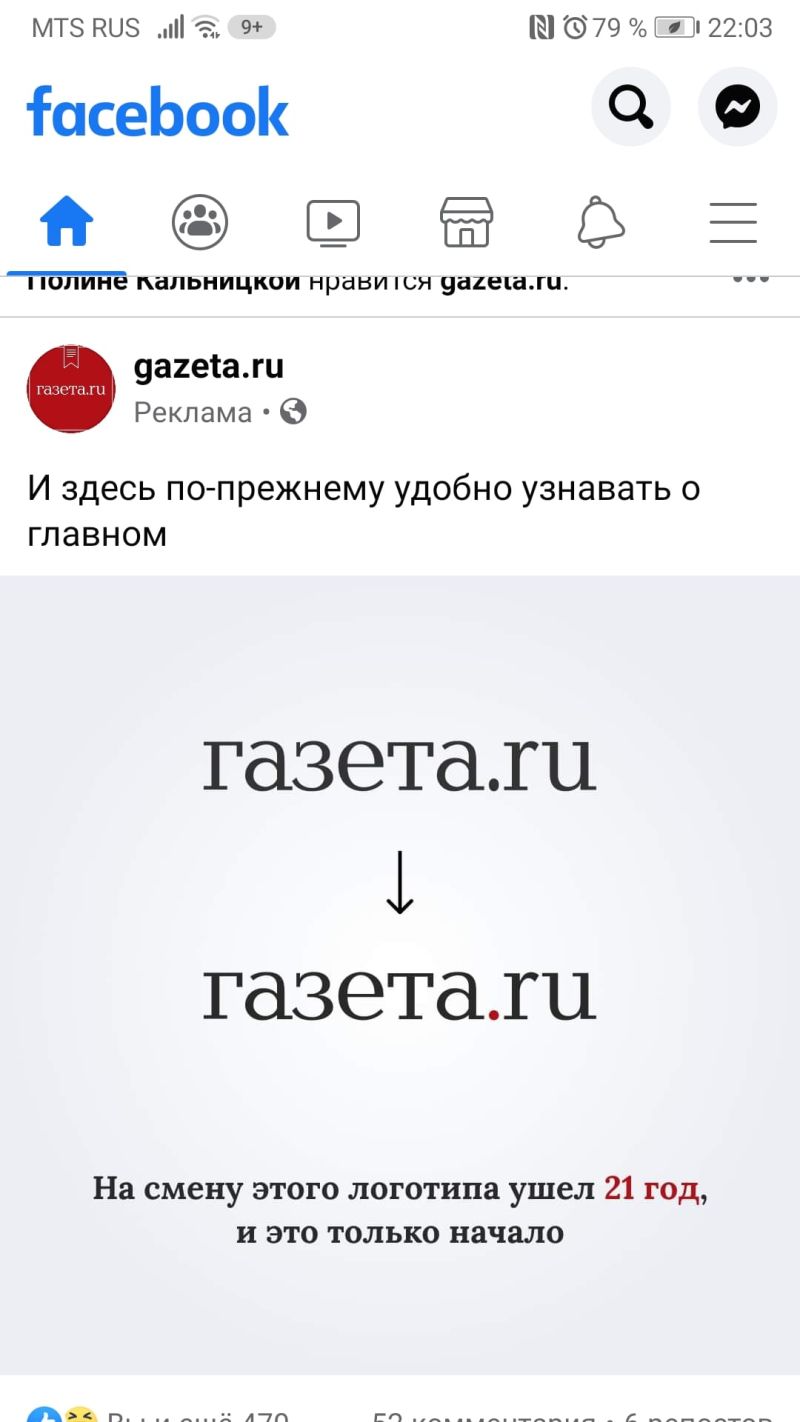 MTS RUS 9+ 79 % 22:03
facebook
Полине Кальницкой нравится gazeta.ru.
газета.ru
gazeta.ru
Реклама •
И здесь по-прежнему удобно узнавать о
главном
газета.ru
газета.ru
На смену этого логотипа ушел 21 год,
и это только начало
Вы и ещё 479 52 комментария • 6 репостов